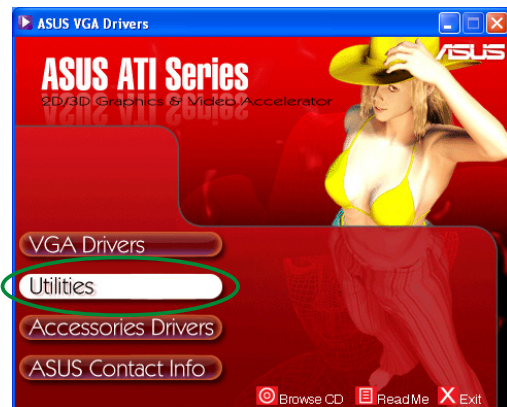 ASUS VGA Drivers
ASUS
ASUS ATI Series
2D/3D Graphics & Video Accelerator
VGA Drivers
Utilities
Accessories Drivers
ASUS Contact Info
Browse CD ReadMe Exit